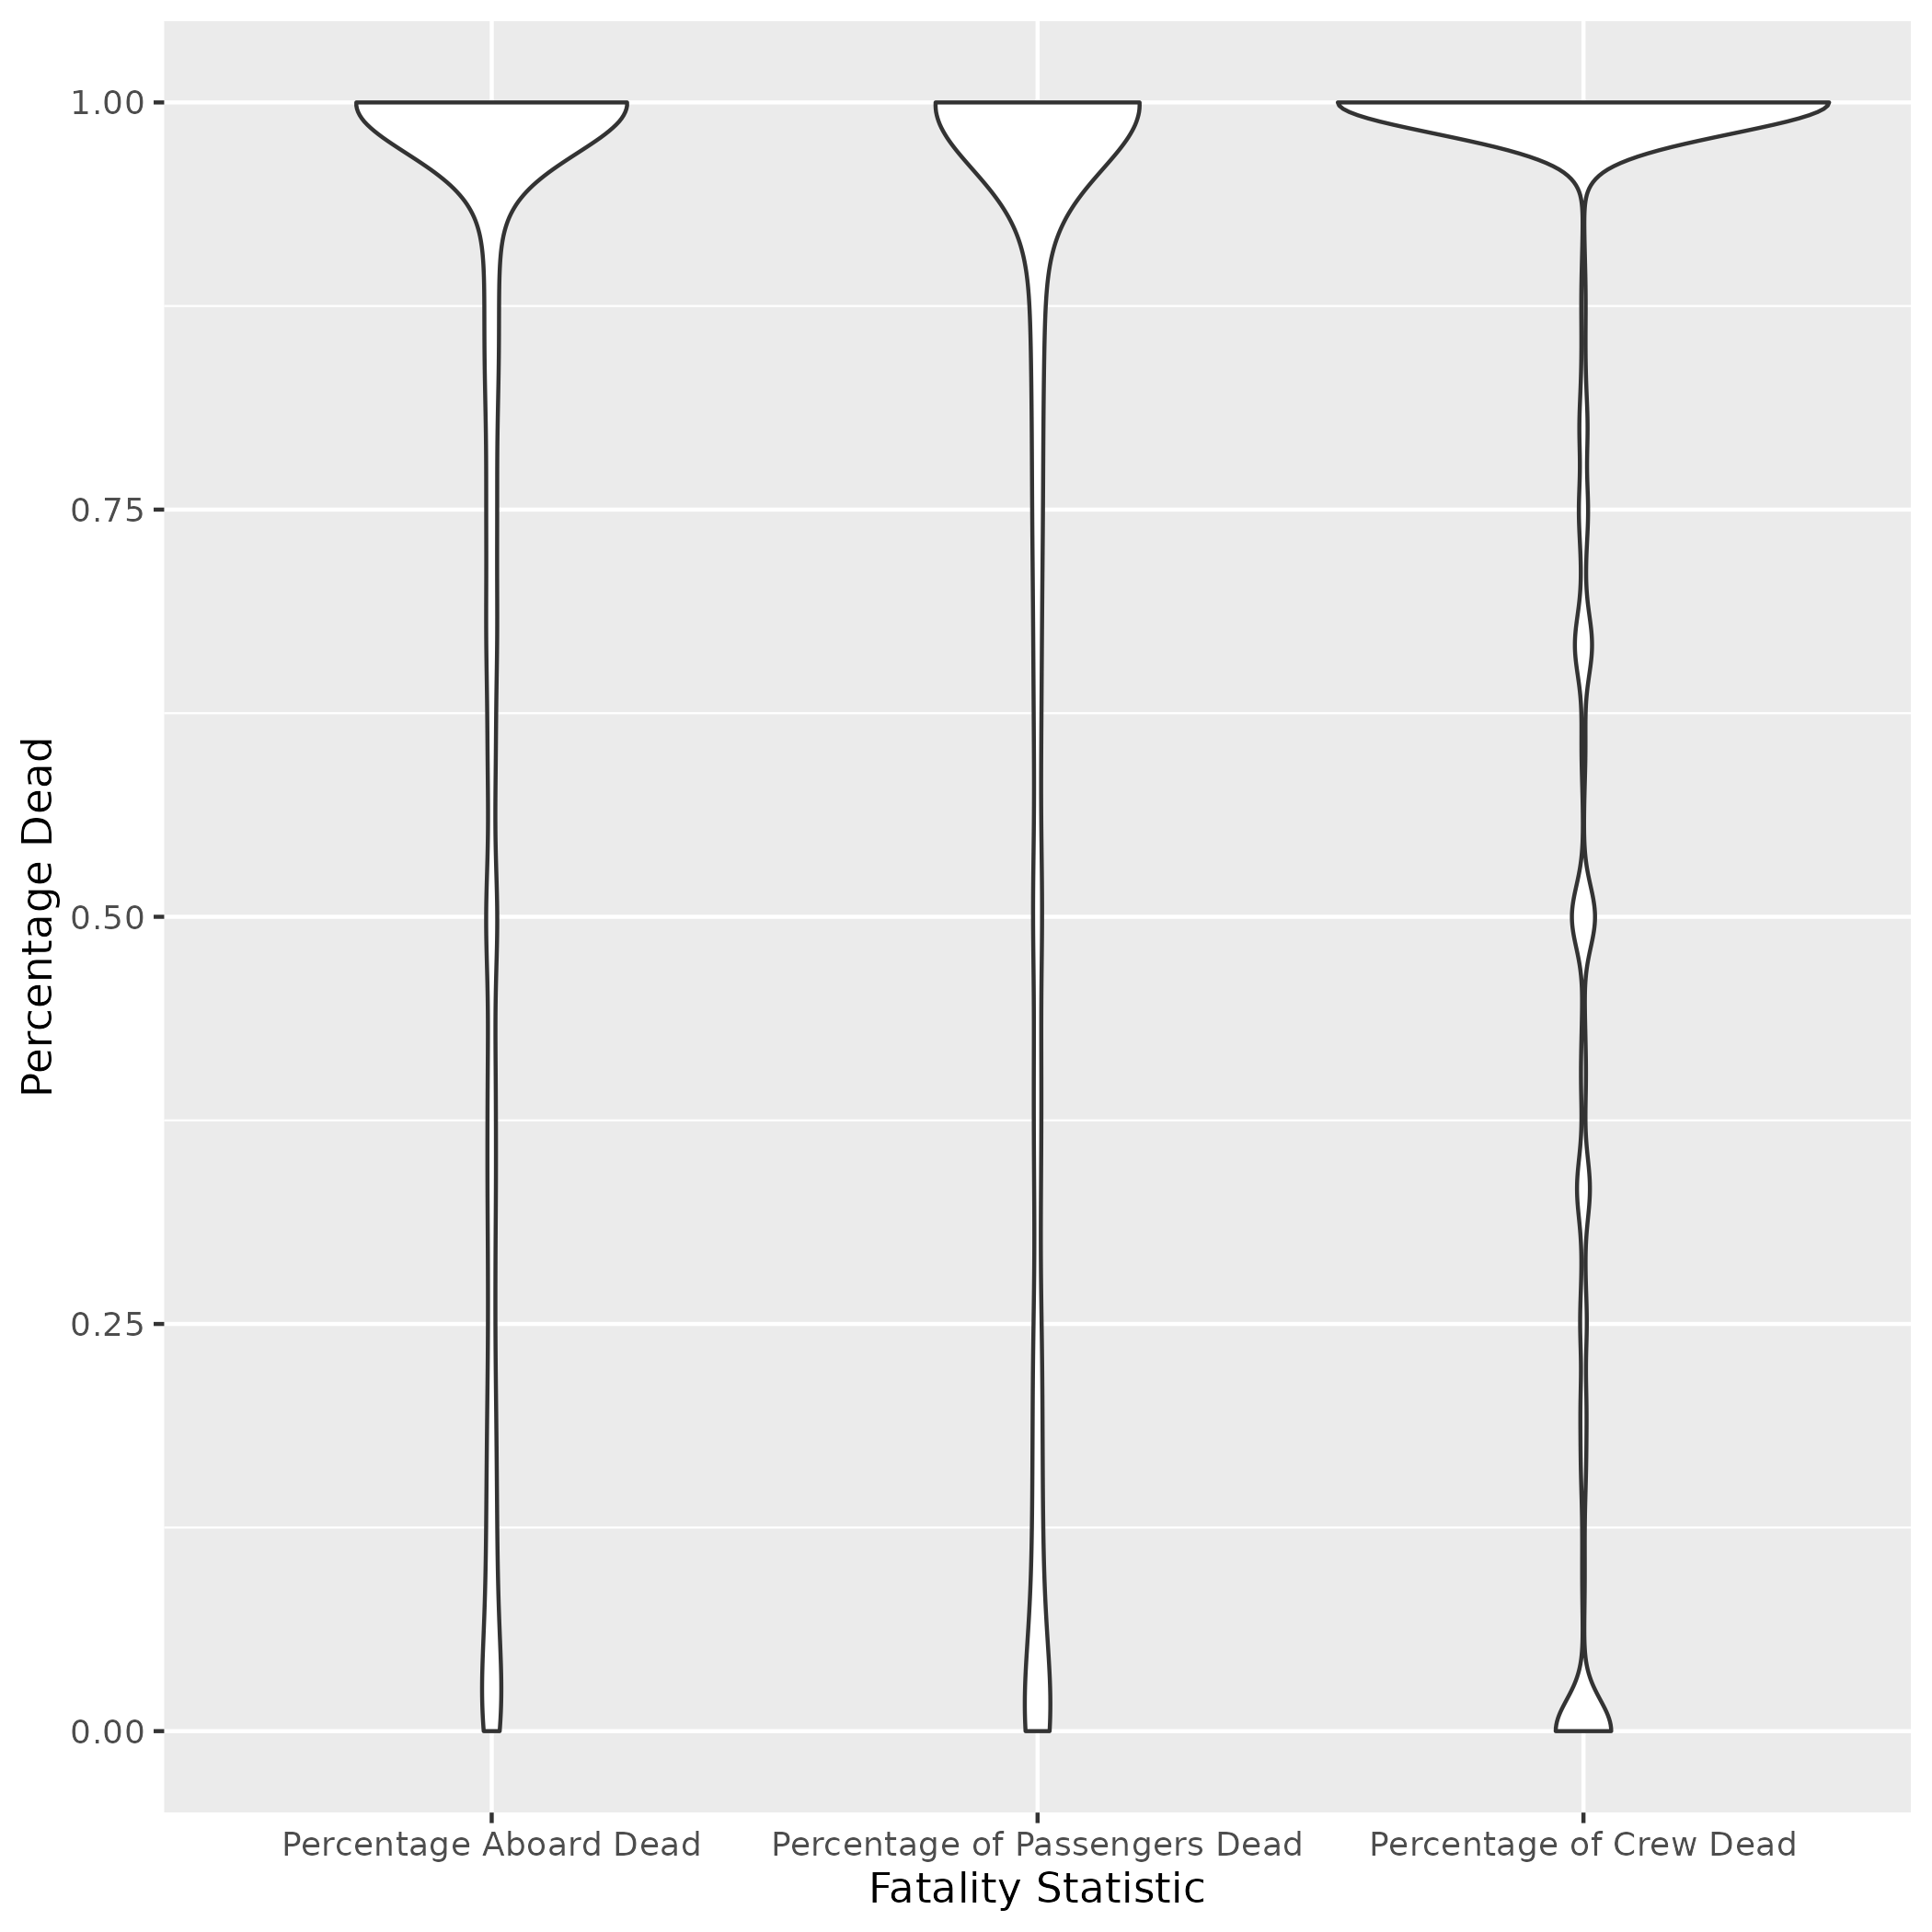 1.00
0.75
0.50
0.25
0.00
Percentage Dead
Percentage Aboard Dead
Percentage of Passengers Dead
Percentage of Crew Dead
Fatality Statistic